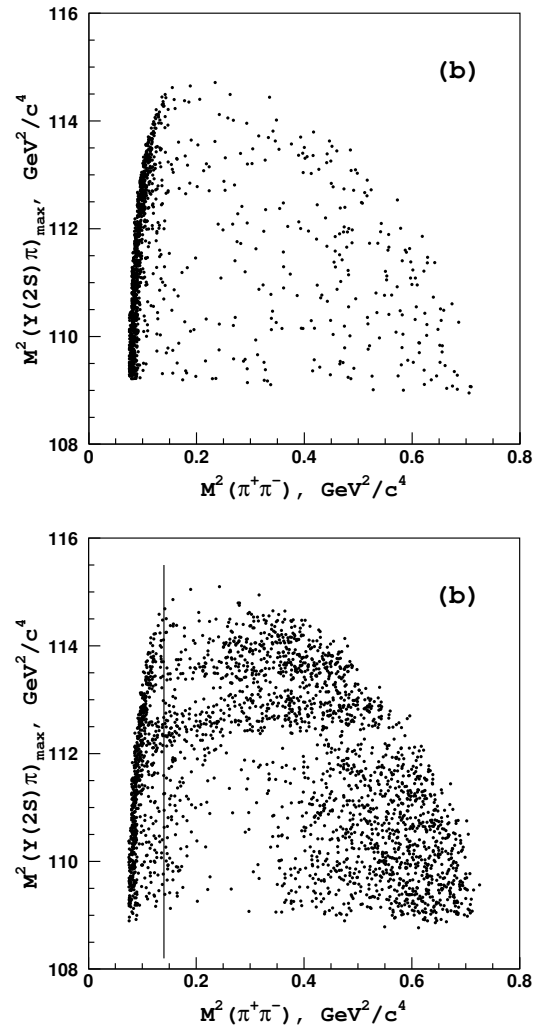 116
(b)
114
112
110
108
M²(Y(2S)π)max, GeV²/c⁴
0 0.2 0.4 0.6 0.8
M²(π⁺π⁻), GeV²/c⁴
116
(b)
114
112
110
108
M²(Y(2S)π)max, GeV²/c⁴
0 0.2 0.4 0.6 0.8
M²(π⁺π⁻), GeV²/c⁴